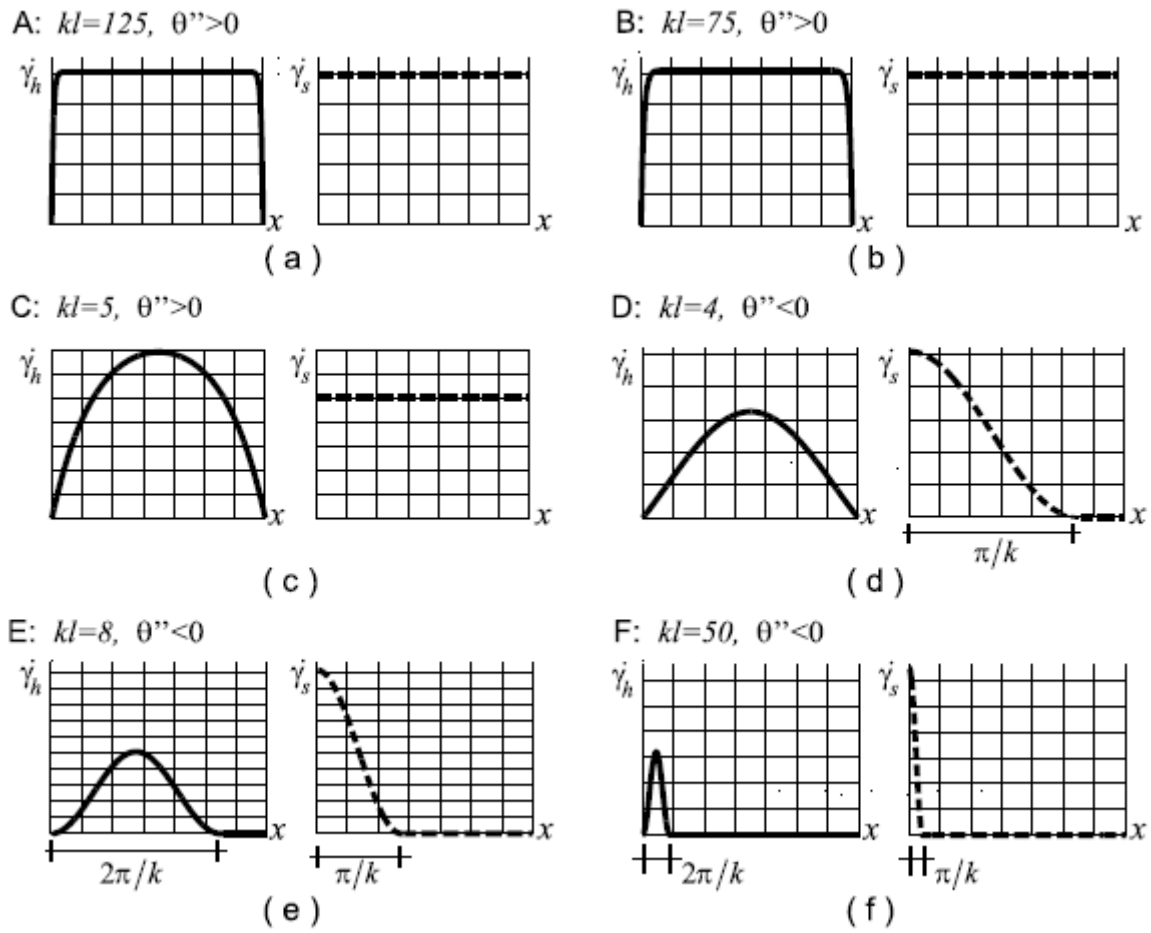 A: kl=125, θ''>0
γ̇h
x
γ̇s
x
( a )
B: kl=75, θ''>0
γ̇h
x
γ̇s
x
( b )
C: kl=5, θ''>0
γ̇h
x
γ̇s
x
( c )
D: kl=4, θ''<0
γ̇h
x
γ̇s
x
π/k
( d )
E: kl=8, θ''<0
γ̇h
x
2π/k
γ̇s
x
π/k
( e )
F: kl=50, θ''<0
γ̇h
x
2π/k
γ̇s
x
π/k
( f )